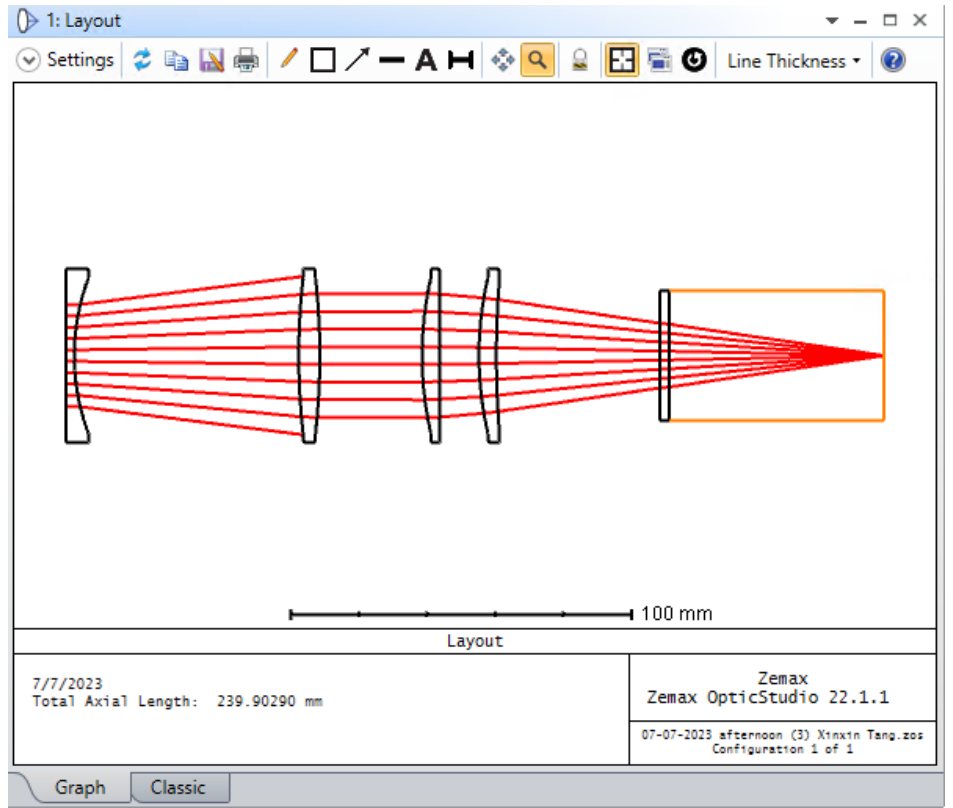 1: Layout
Settings
A
Line Thickness
100 mm
Layout
7/7/2023
Total Axial Length: 239.90290 mm
Zemax
Zemax OpticStudio 22.1.1
07-07-2023 afternoon (3) Xinxin Tang.zos
Configuration 1 of 1
Graph
Classic